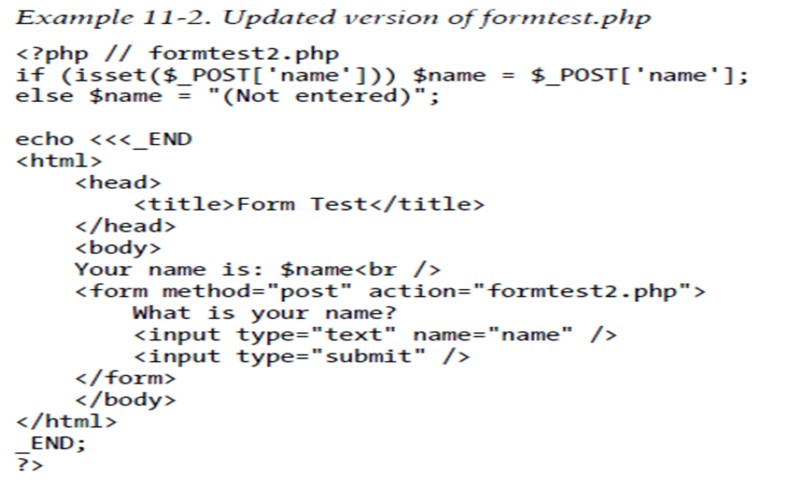 Example 11-2. Updated version of formtest.php
<?php // formtest2.php
if (isset($_POST['name'])) $name = $_POST['name'];
else $name = "(Not entered)";

echo <<<_END
<html>
    <head>
        <title>Form Test</title>
    </head>
    <body>
    Your name is: $name<br />
    <form method="post" action="formtest2.php">
        What is your name?
        <input type="text" name="name" />
        <input type="submit" />
    </form>
    </body>
</html>
_END;
?>